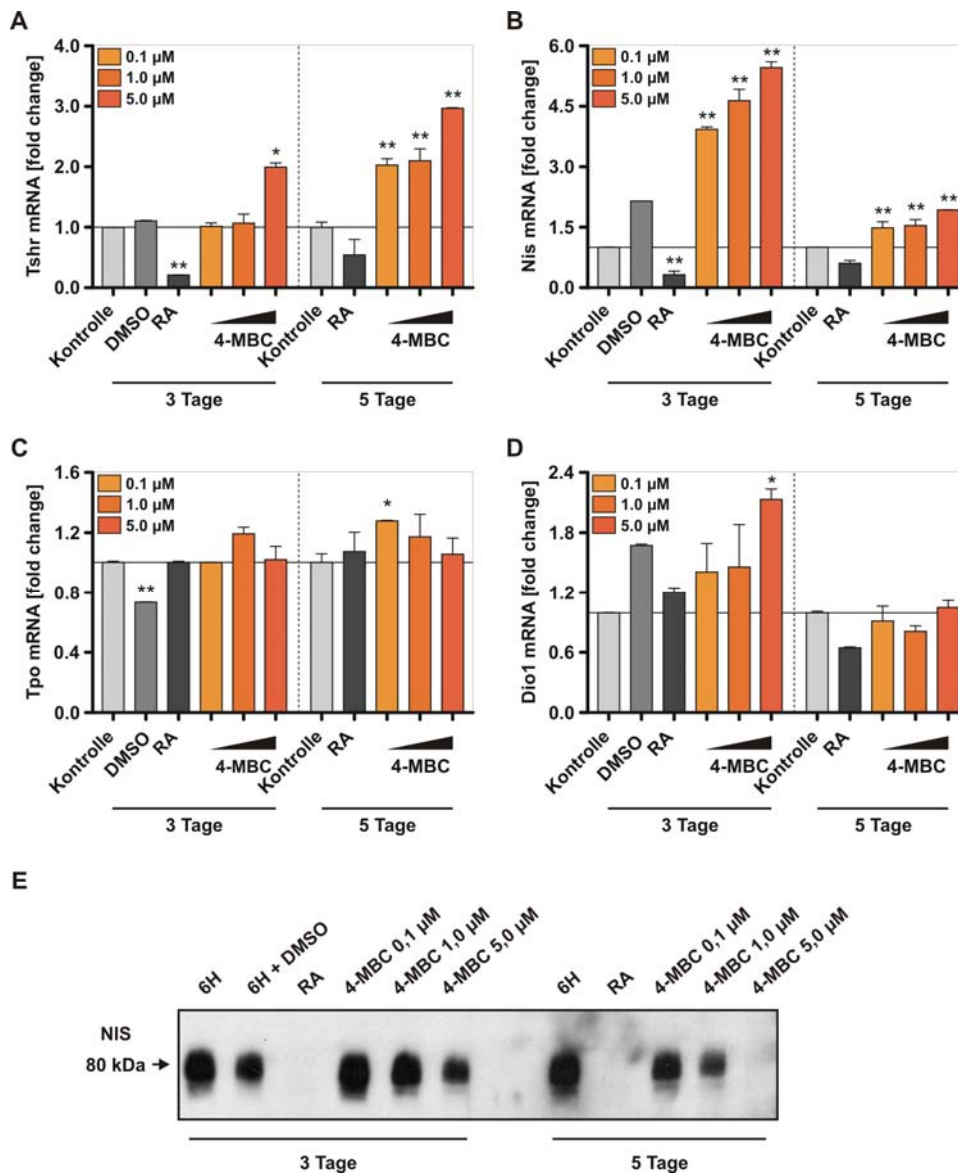 A
Tshr mRNA [fold change]
4.0
3.0
2.0
1.0
0.0
0.1 µM
1.0 µM
5.0 µM
**
*
**
**
**
Kontrolle
DMSO
RA
4-MBC
Kontrolle
RA
4-MBC
3 Tage
5 Tage
B
Nis mRNA [fold change]
6.0
4.5
3.0
1.5
0.0
0.1 µM
1.0 µM
5.0 µM
**
**
**
**
**
**
**
Kontrolle
DMSO
RA
4-MBC
Kontrolle
RA
4-MBC
3 Tage
5 Tage
C
Tpo mRNA [fold change]
1.6
1.2
0.8
0.4
0.0
0.1 µM
1.0 µM
5.0 µM
**
*
Kontrolle
DMSO
RA
4-MBC
Kontrolle
RA
4-MBC
3 Tage
5 Tage
D
Dio1 mRNA [fold change]
2.4
1.8
1.2
0.6
0.0
0.1 µM
1.0 µM
5.0 µM
*
Kontrolle
DMSO
RA
4-MBC
Kontrolle
RA
4-MBC
3 Tage
5 Tage
E
6H
6H + DMSO
RA
4-MBC 0,1 µM
4-MBC 1,0 µM
4-MBC 5,0 µM
6H
RA
4-MBC 0,1 µM
4-MBC 1,0 µM
4-MBC 5,0 µM
NIS
80 kDa
3 Tage
5 Tage